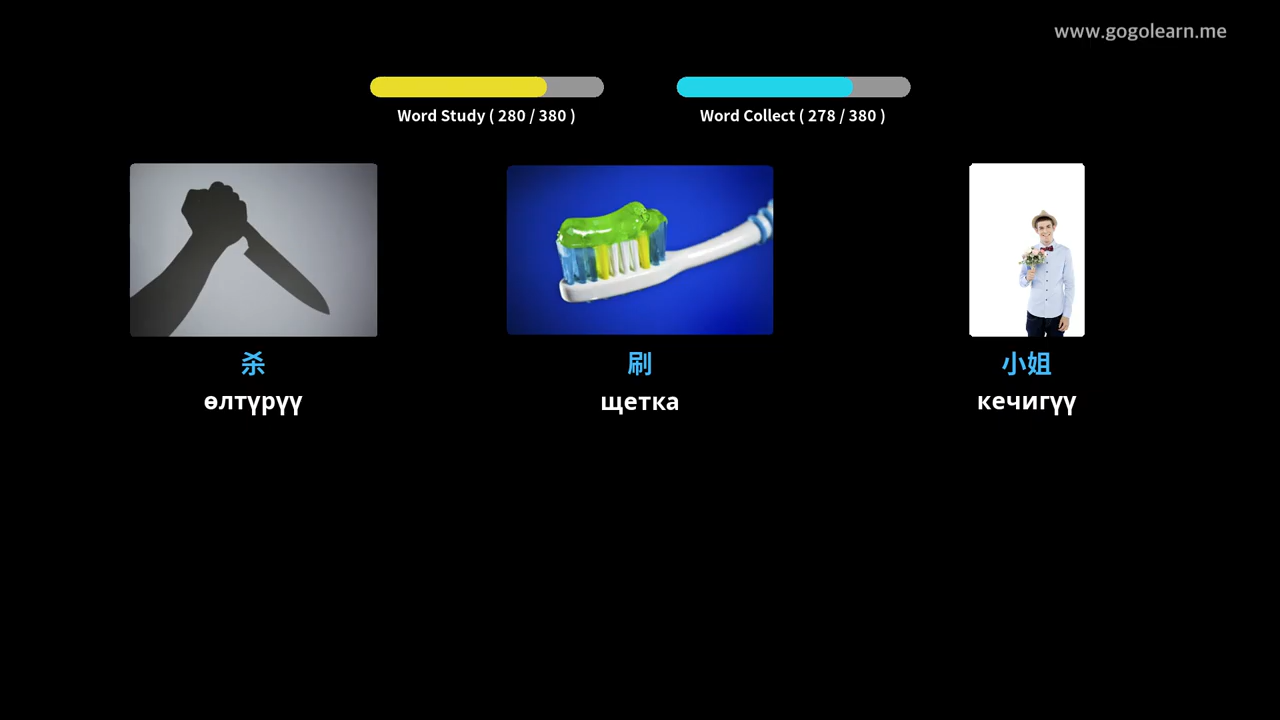 www.gogolearn.me
Word Study ( 280 / 380 )
Word Collect ( 278 / 380 )
杀
刷
小姐
өлтүрүү
щетка
кечигүү